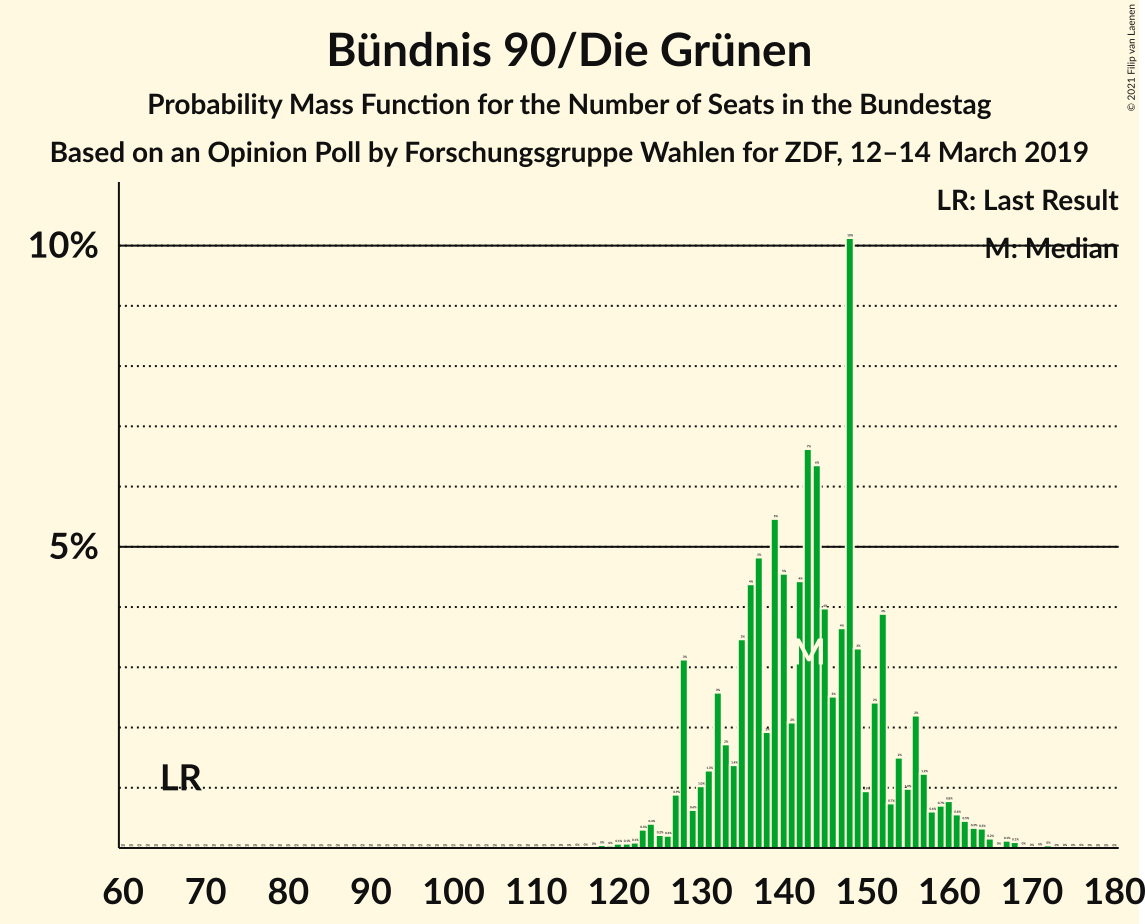 Bündnis 90/Die Grünen
Probability Mass Function for the Number of Seats in the Bundestag
Based on an Opinion Poll by Forschungsgruppe Wahlen for ZDF, 12–14 March 2019
© 2021 Filip van Laenen
LR: Last Result
M: Median
10%
5%
M
LR
60 70 80 90 100 110 120 130 140 150 160 170 180